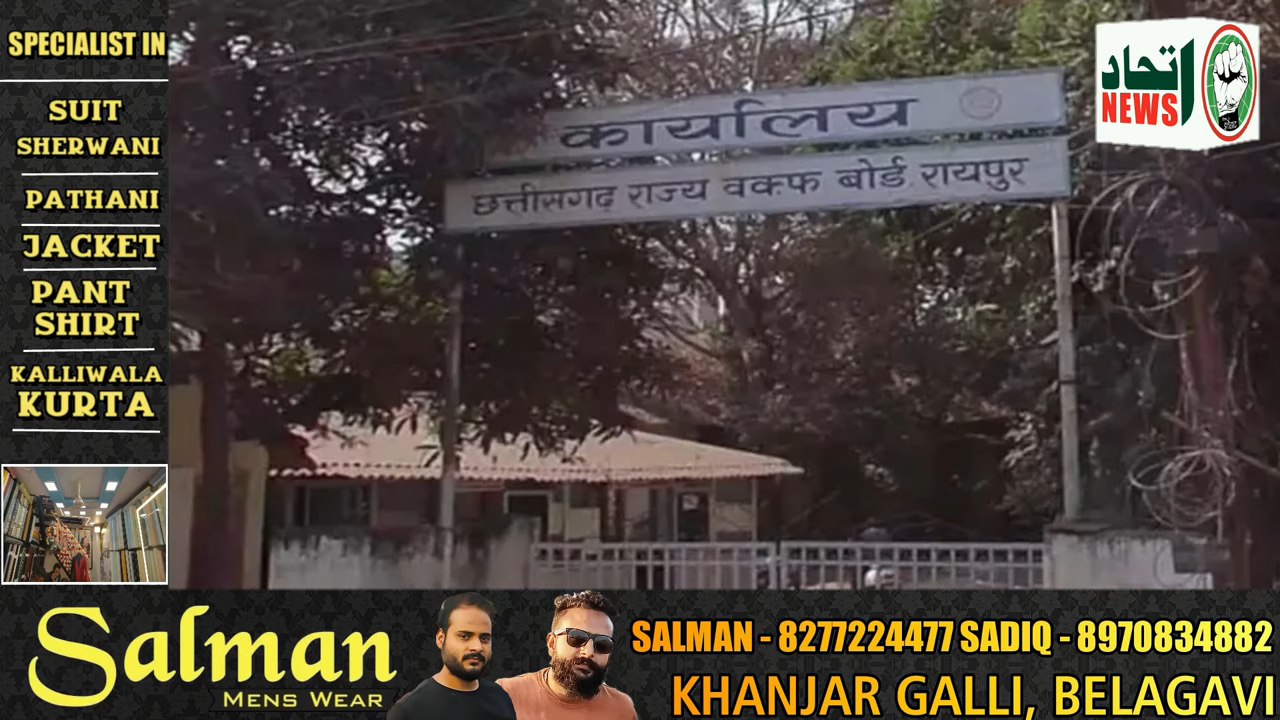 SPECIALIST IN
SUIT
SHERWANI
PATHANI
JACKET
PANT
SHIRT
KALLIWALA
KURTA
कार्यालय
छत्तीसगढ़ राज्य वक्फ बोर्ड रायपुर
اتحاد
NEWS
Salman
MENS WEAR
SALMAN - 8277224477 SADIQ - 8970834882
KHANJAR GALLI, BELAGAVI